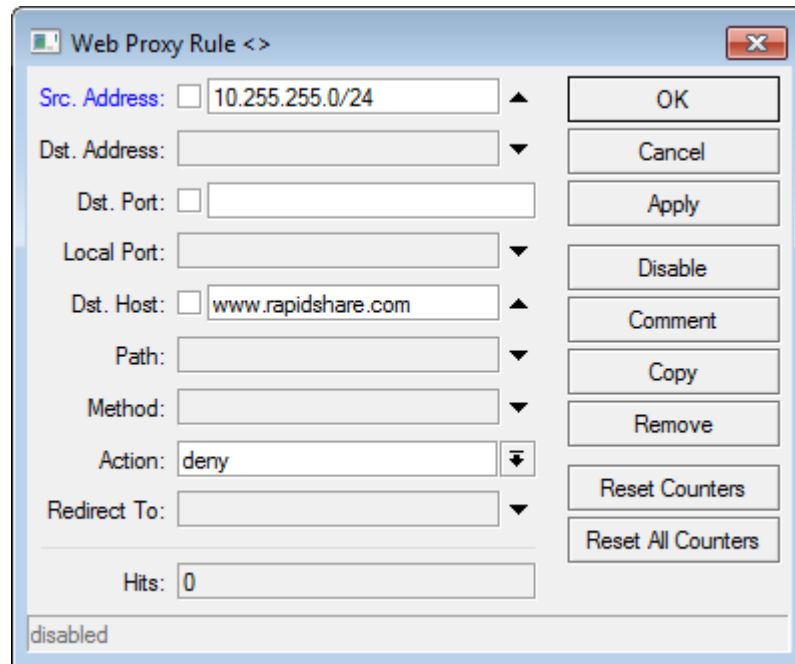 Web Proxy Rule <>
Src. Address: 10.255.255.0/24
OK
Dst. Address:
Cancel
Dst. Port:
Apply
Local Port:
Disable
Dst. Host: www.rapidshare.com
Comment
Path:
Copy
Method:
Remove
Action: deny
Reset Counters
Redirect To:
Reset All Counters
Hits: 0
disabled